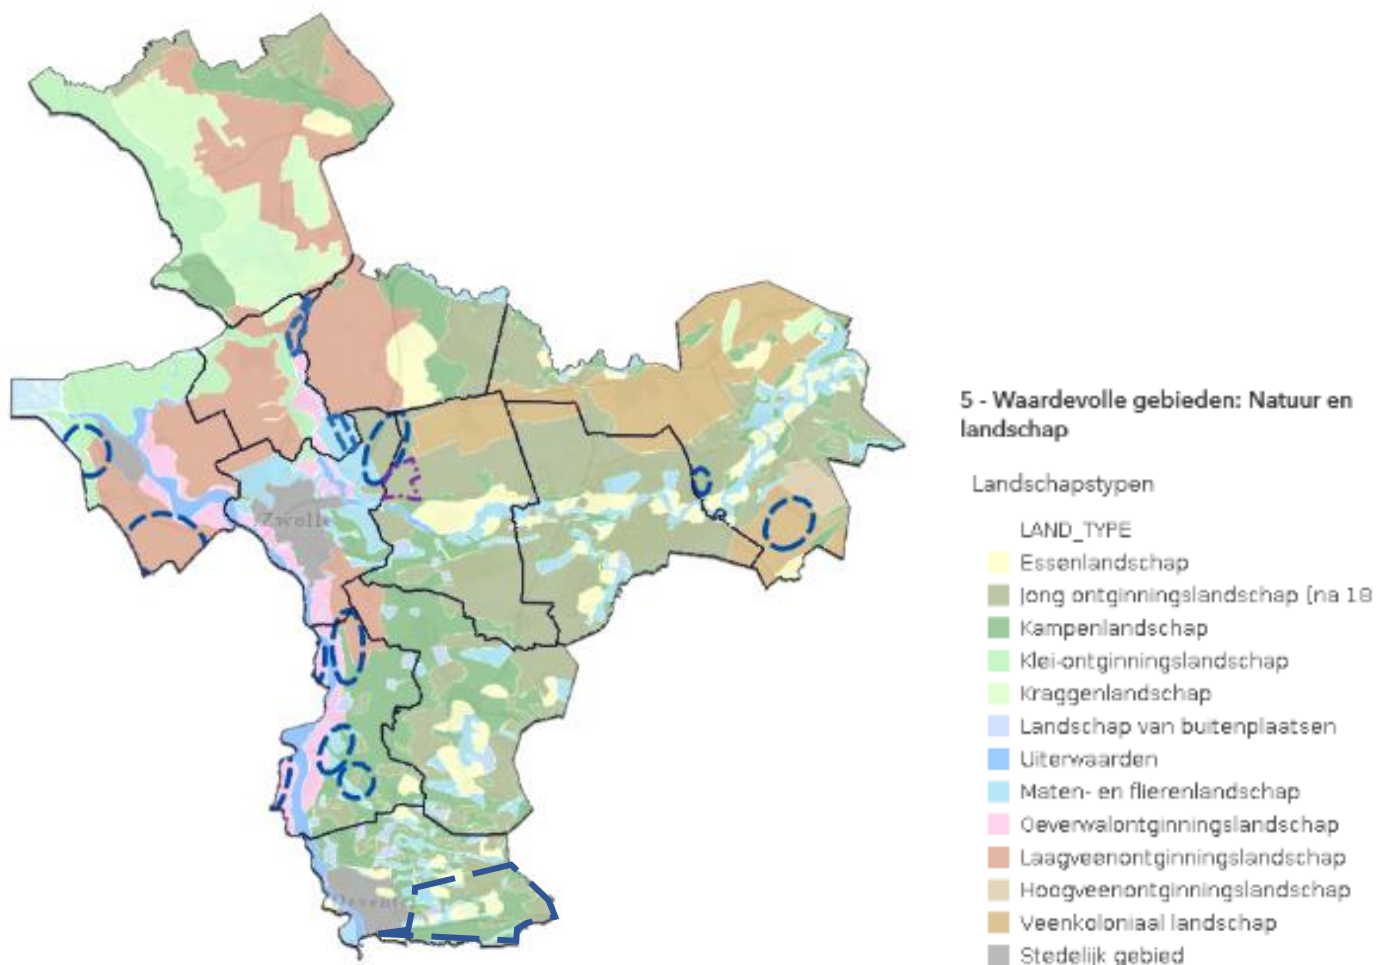 5 - Waardevolle gebieden: Natuur en
landschap
Landschapstypen
LAND_TYPE
Essenlandschap
Jong ontginningslandschap (na 18
Kampenlandschap
Klei-ontginningslandschap
Kraggenlandschap
Landschap van buitenplaatsen
Uiterwaarden
Maten- en flierenlandschap
Oeverwalontginningslandschap
Laagveenontginningslandschap
Hoogveenontginningslandschap
Veenkoloniaal landschap
Stedelijk gebied
Zwolle
Deventer